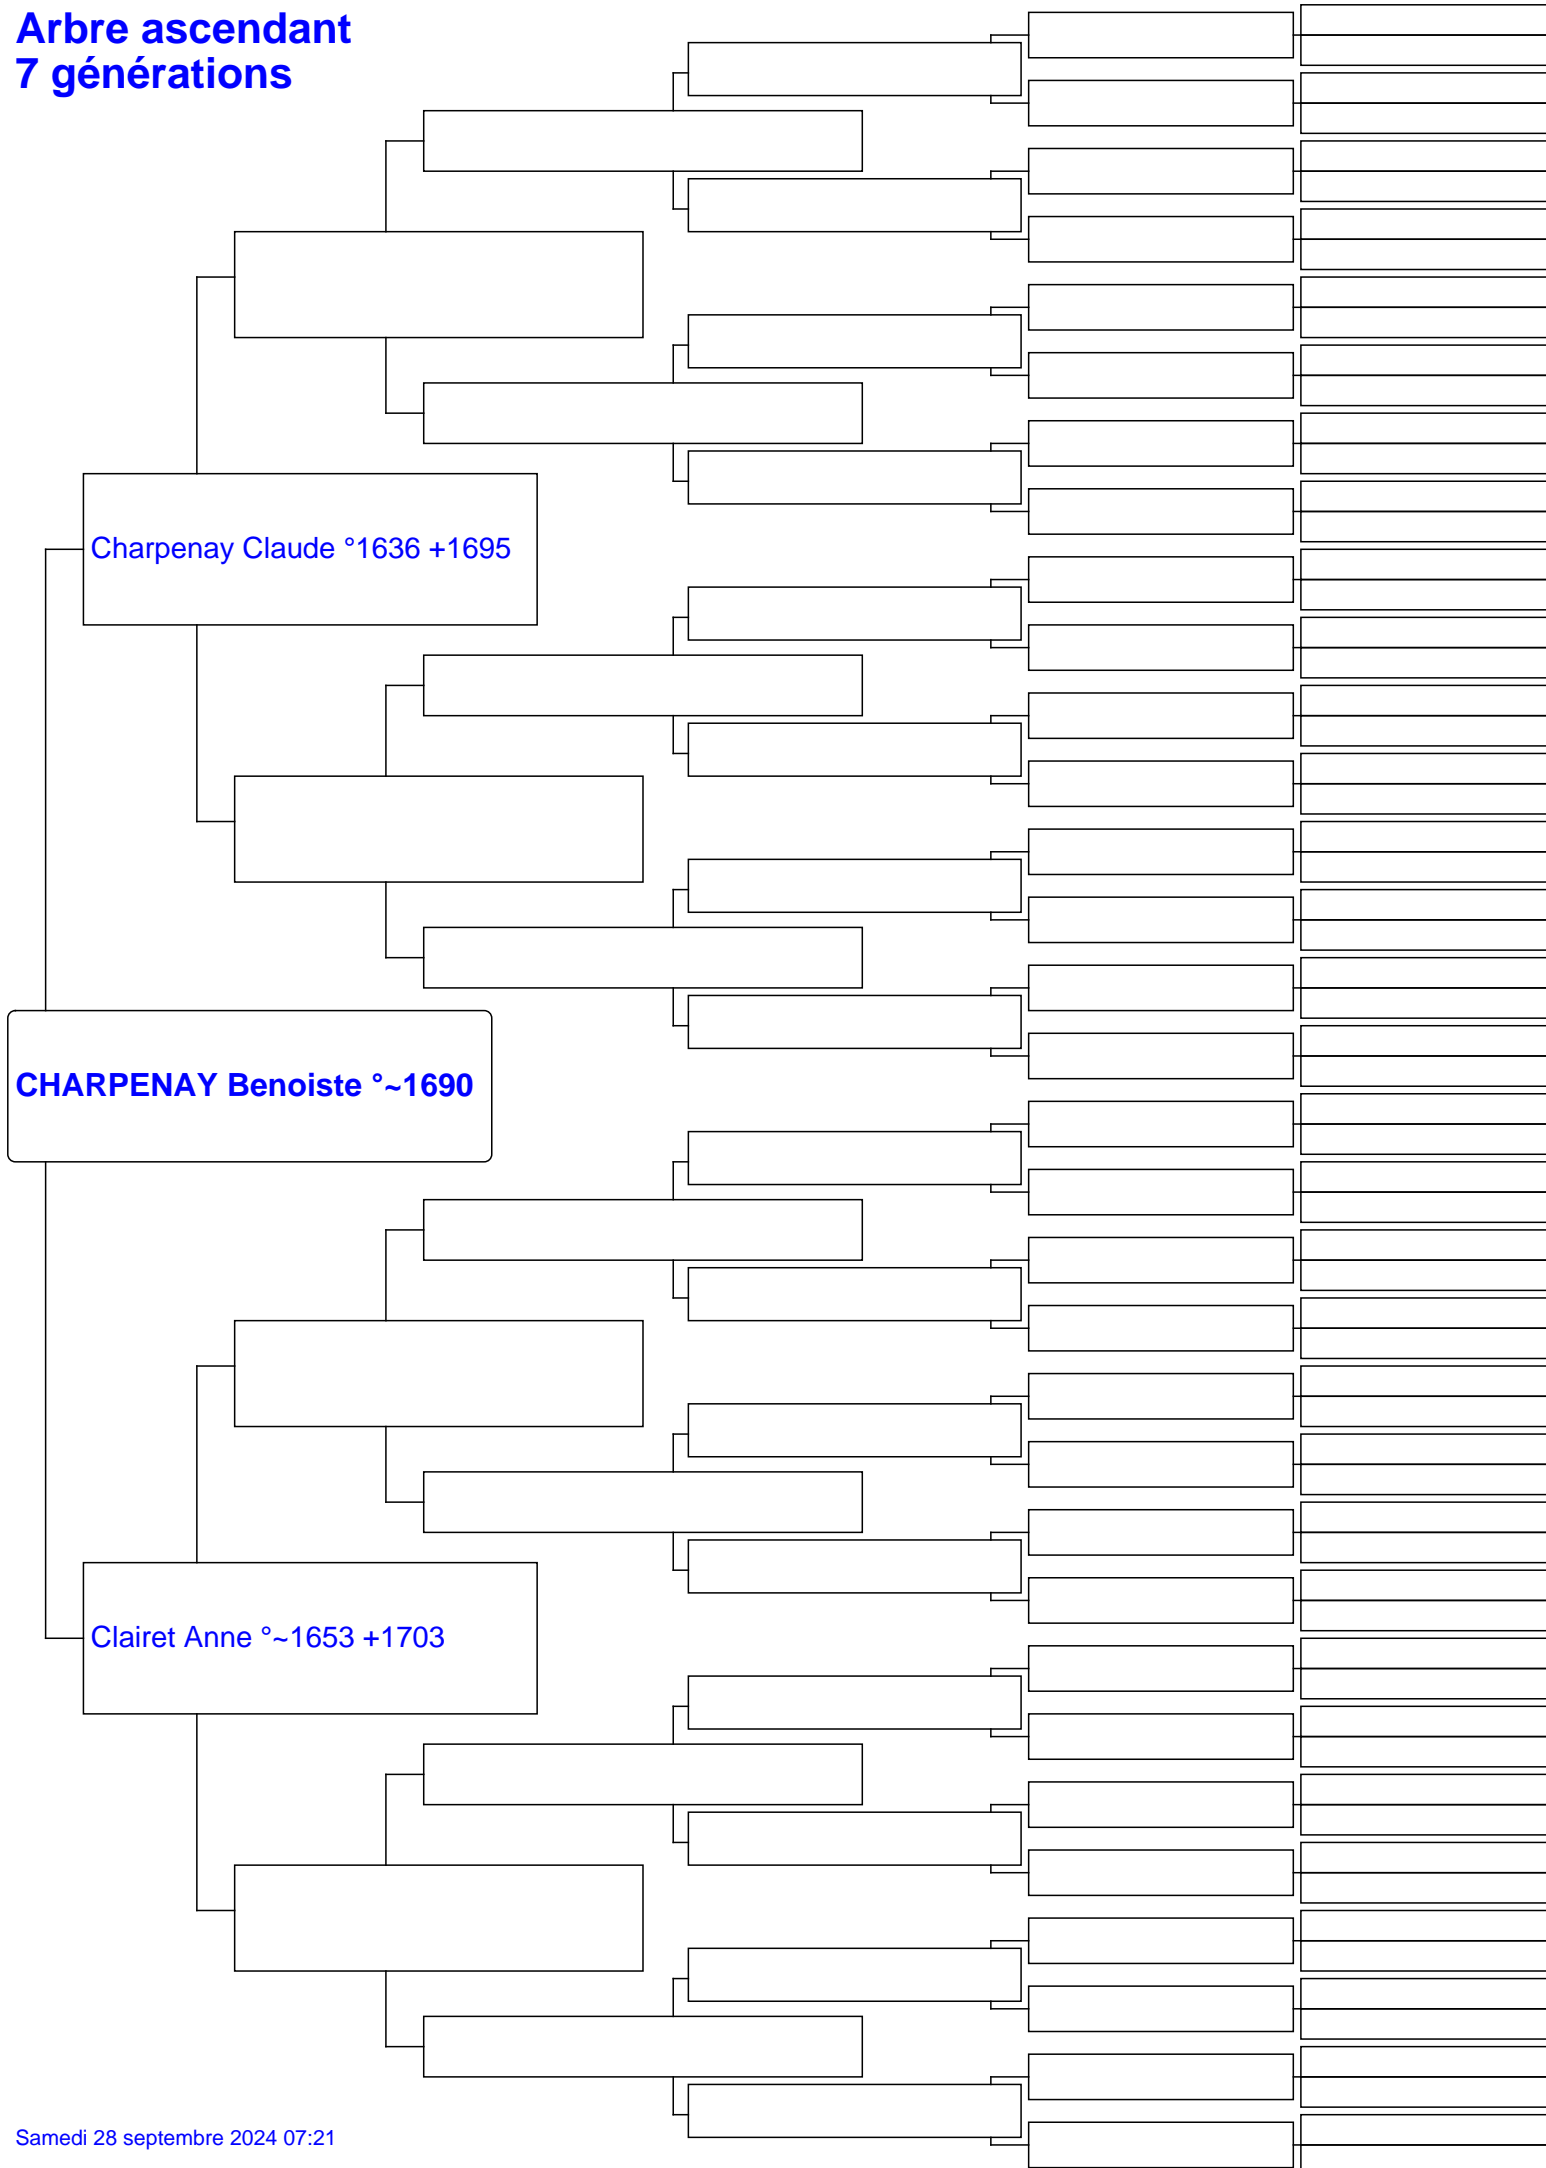 Arbre ascendant
7 générations
Charpenay Claude °1636 +1695
CHARPENAY Benoiste °~1690
Clairet Anne °~1653 +1703
Samedi 28 septembre 2024 07:21